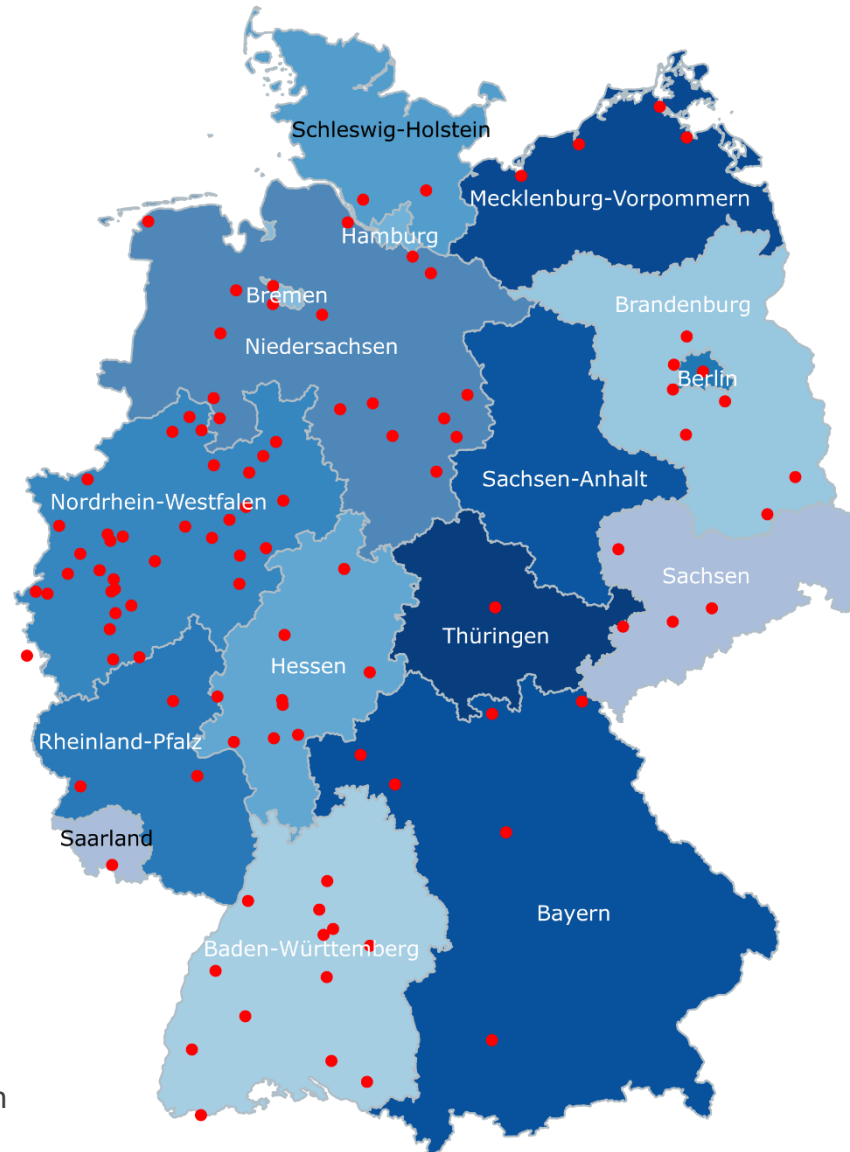 Schleswig-Holstein
Mecklenburg-Vorpommern
Hamburg
Bremen
Brandenburg
Niedersachsen
Berlin
Sachsen-Anhalt
Nordrhein-Westfalen
Sachsen
Thüringen
Hessen
Rheinland-Pfalz
Saarland
Bayern
Baden-Württemberg